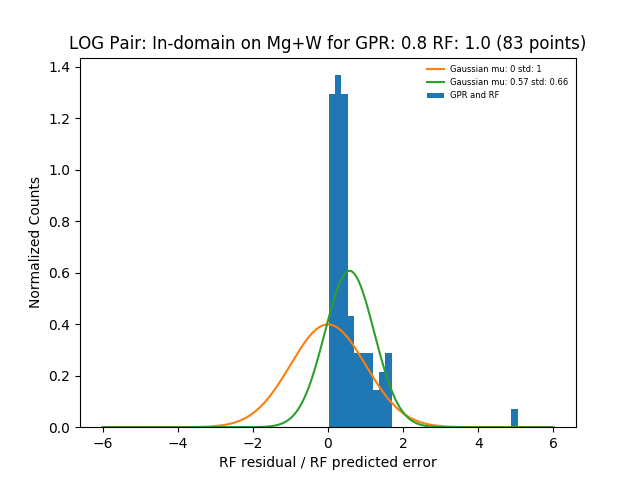 LOG Pair: In-domain on Mg+W for GPR: 0.8 RF: 1.0 (83 points)
Gaussian mu: 0 std: 1
Gaussian mu: 0.57 std: 0.66
GPR and RF
Normalized Counts
1.4
1.2
1.0
0.8
0.6
0.4
0.2
0.0
−6 −4 −2 0 2 4 6
RF residual / RF predicted error